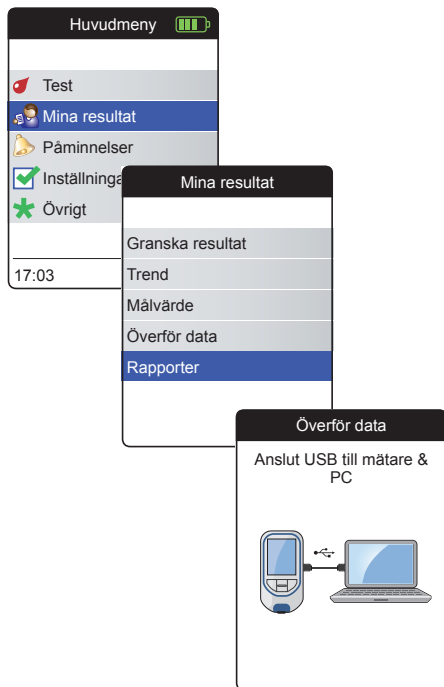 Huvudmeny
Test
Mina resultat
Påminnelser
Inställninga
Övrigt
17:03
Mina resultat
Granska resultat
Trend
Målvärde
Överför data
Rapporter
Överför data
Anslut USB till mätare &
PC